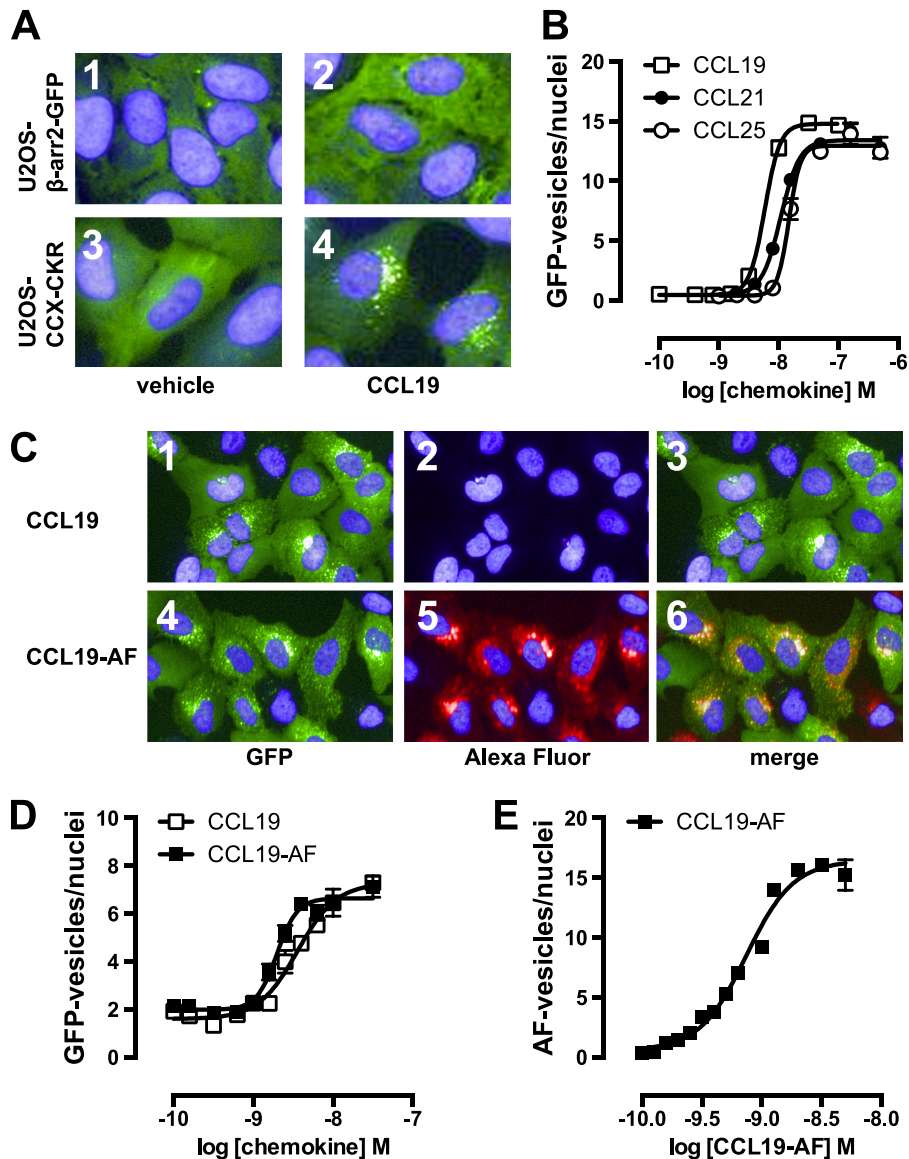 A
1
2
U2OS-
β-arr2-GFP
3
4
U2OS-
CCX-CKR
vehicle
CCL19
B
CCL19
CCL21
CCL25
GFP-vesicles/nuclei
20
15
10
5
0
-10
-9
-8
-7
-6
log [chemokine] M
C
1
2
3
CCL19
4
5
6
CCL19-AF
GFP
Alexa Fluor
merge
D
CCL19
CCL19-AF
GFP-vesicles/nuclei
10
8
6
4
2
0
-10
-9
-8
-7
log [chemokine] M
E
CCL19-AF
AF-vesicles/nuclei
20
15
10
5
0
-10.0
-9.5
-9.0
-8.5
-8.0
log [CCL19-AF] M